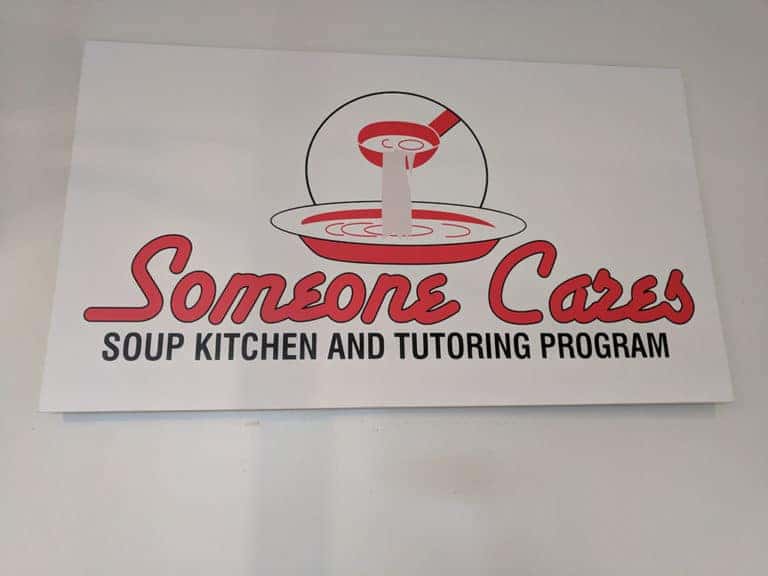 Someone Cares
SOUP KITCHEN AND TUTORING PROGRAM